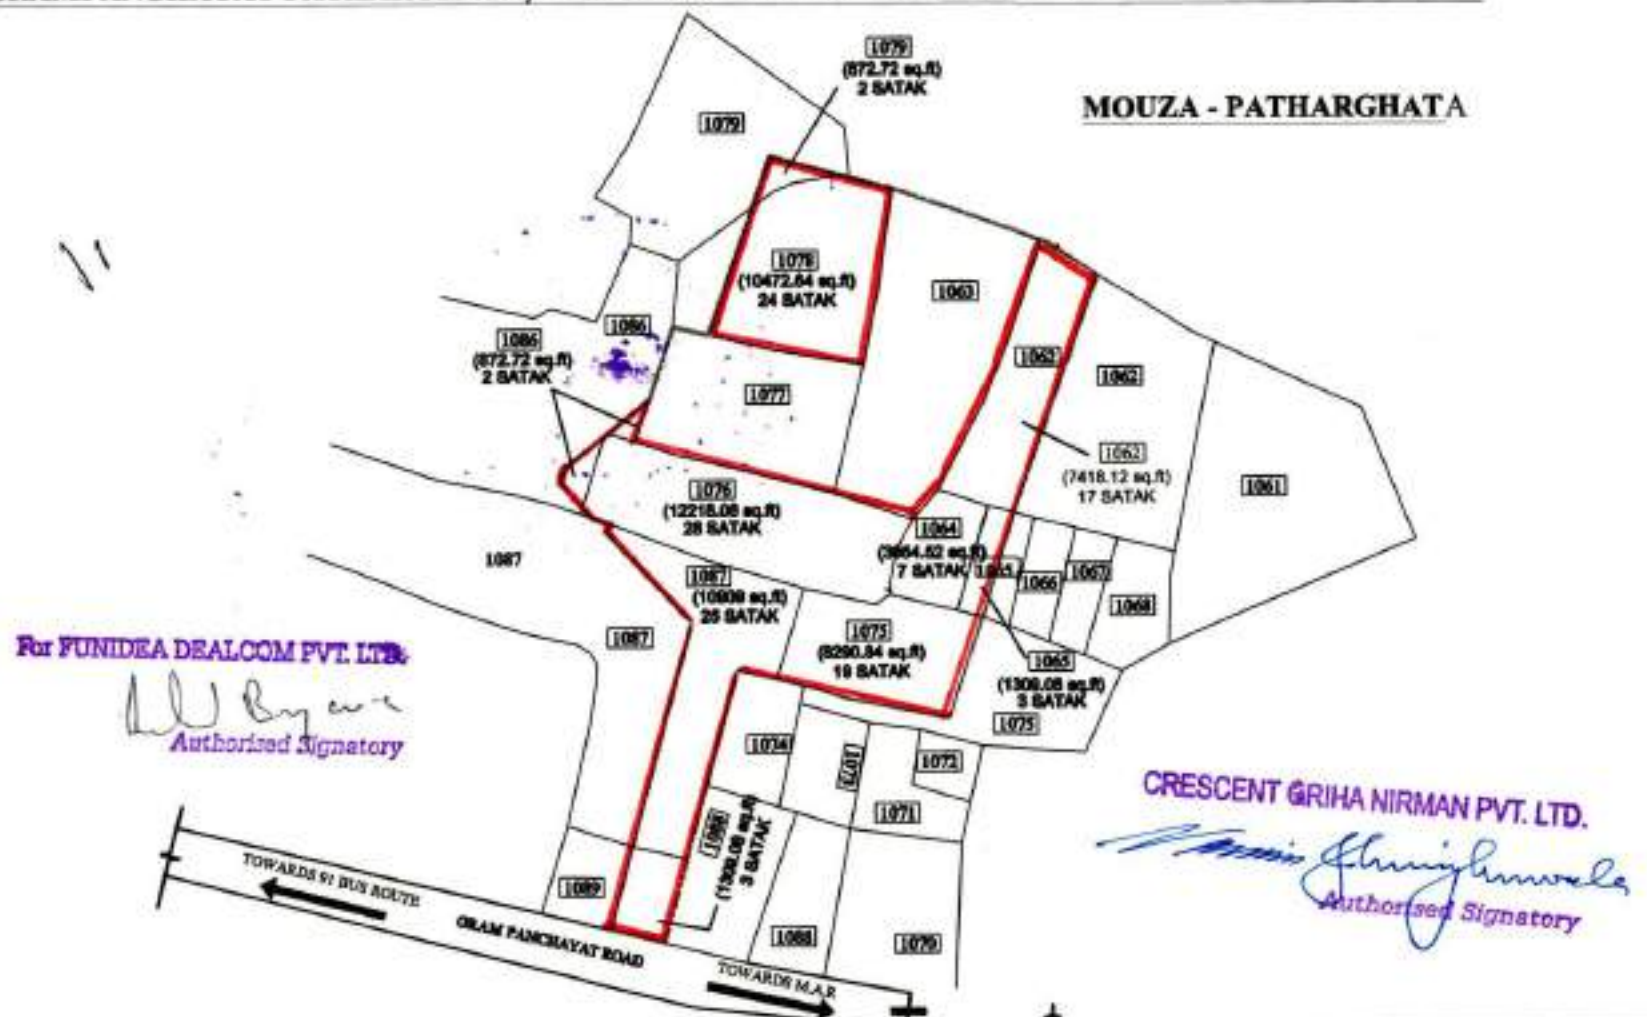 1079
(872.72 sq.ft)
2 SATAK
MOUZA - PATHARGHATA
1079
1078
(10472.64 sq.ft)
24 SATAK
1063
1086
1086
(872.72 sq.ft)
2 SATAK
1062
1062
1077
1062
(7418.12 sq.ft)
17 SATAK
1061
1076
(12218.08 sq.ft)
28 SATAK
1064
7 SATAK
1087
1066
1067
1068
1087
(10909 sq.ft)
25 SATAK
1087
1075
(8290.84 sq.ft)
19 SATAK
1065
(1309.08 sq.ft)
3 SATAK
1075
For FUNIDEA DEALCOM PVT. LTD.
Authorised Signatory
1074
1073
1072
1071
CRESCENT GRIHA NIRMAN PVT. LTD.
Authorised Signatory
(1309.08 sq.ft)
3 SATAK
1089
TOWARDS 91 BUS ROUTE
GRAM PANCHAYAT ROAD
1088
1070
TOWARDS M.A.R